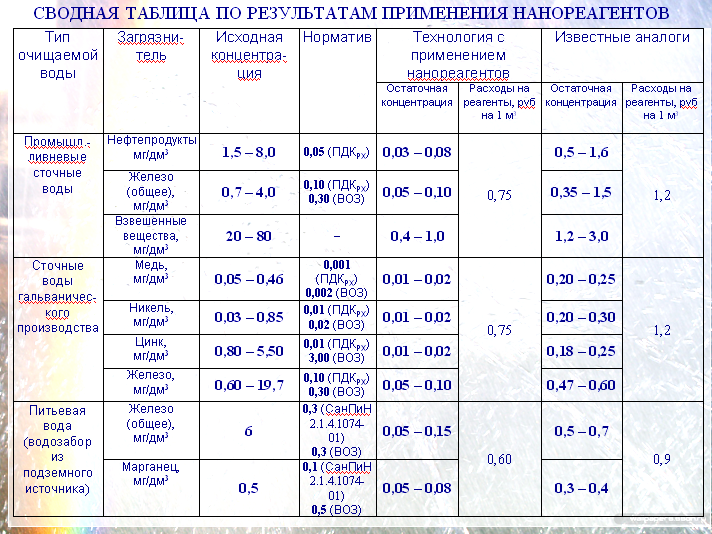 СВОДНАЯ ТАБЛИЦА ПО РЕЗУЛЬТАТАМ ПРИМЕНЕНИЯ НАНОРЕАГЕНТОВ
Тип
очищаемой
воды
Загрязни-
тель
Исходная
концентра-
ция
Норматив
Технология с
применением
нанореагентов
Известные аналоги
Остаточная
концентрация
Расходы на
реагенты, руб
на 1 м³
Остаточная
концентрация
Расходы на
реагенты, руб
на 1 м³
Промышл.-
ливневые
сточные
воды
Нефтепродукты
мг/дм³
1,5 – 8,0
0,05 (ПДКРХ)
0,03 – 0,08
0,75
0,5 – 1,6
1,2
Железо
(общее),
мг/дм³
0,7 – 4,0
0,10 (ПДКРХ)
0,30 (ВОЗ)
0,05 – 0,10
0,35 – 1,5
Взвешенные
вещества,
мг/дм³
20 – 80
–
0,4 – 1,0
1,2 – 3,0
Сточные
воды
гальваничес-
кого
производства
Медь,
мг/дм³
0,05 – 0,46
0,001
(ПДКРХ)
0,002 (ВОЗ)
0,01 – 0,02
0,75
0,20 – 0,25
1,2
Никель,
мг/дм³
0,03 – 0,85
0,01 (ПДКРХ)
0,02 (ВОЗ)
0,01 – 0,02
0,20 – 0,30
Цинк,
мг/дм³
0,80 – 5,50
0,01 (ПДКРХ)
3,00 (ВОЗ)
0,01 – 0,02
0,18 – 0,25
Железо,
мг/дм³
0,60 – 19,7
0,10 (ПДКРХ)
0,30 (ВОЗ)
0,05 – 0,10
0,47 – 0,60
Питьевая
вода
(водозабор
из
подземного
источника)
Железо
(общее),
мг/дм³
6
0,3 (СанПиН
2.1.4.1074-
01)
0,3 (ВОЗ)
0,05 – 0,15
0,60
0,5 – 0,7
0,9
Марганец,
мг/дм³
0,5
0,1 (СанПиН
2.1.4.1074-
01)
0,5 (ВОЗ)
0,05 – 0,08
0,3 – 0,4